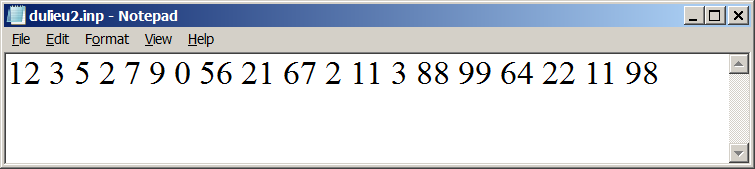 dulieu2.inp - Notepad
File Edit Format View Help
12 3 5 2 7 9 0 56 21 67 2 11 3 88 99 64 22 11 98